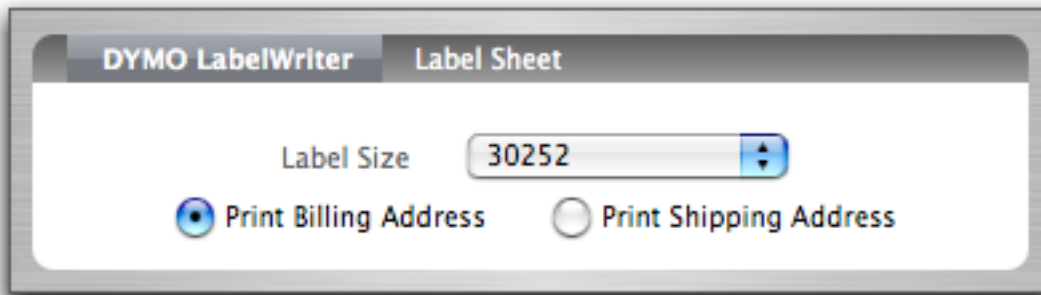 DYMO LabelWriter Label Sheet
Label Size 30252
Print Billing Address Print Shipping Address